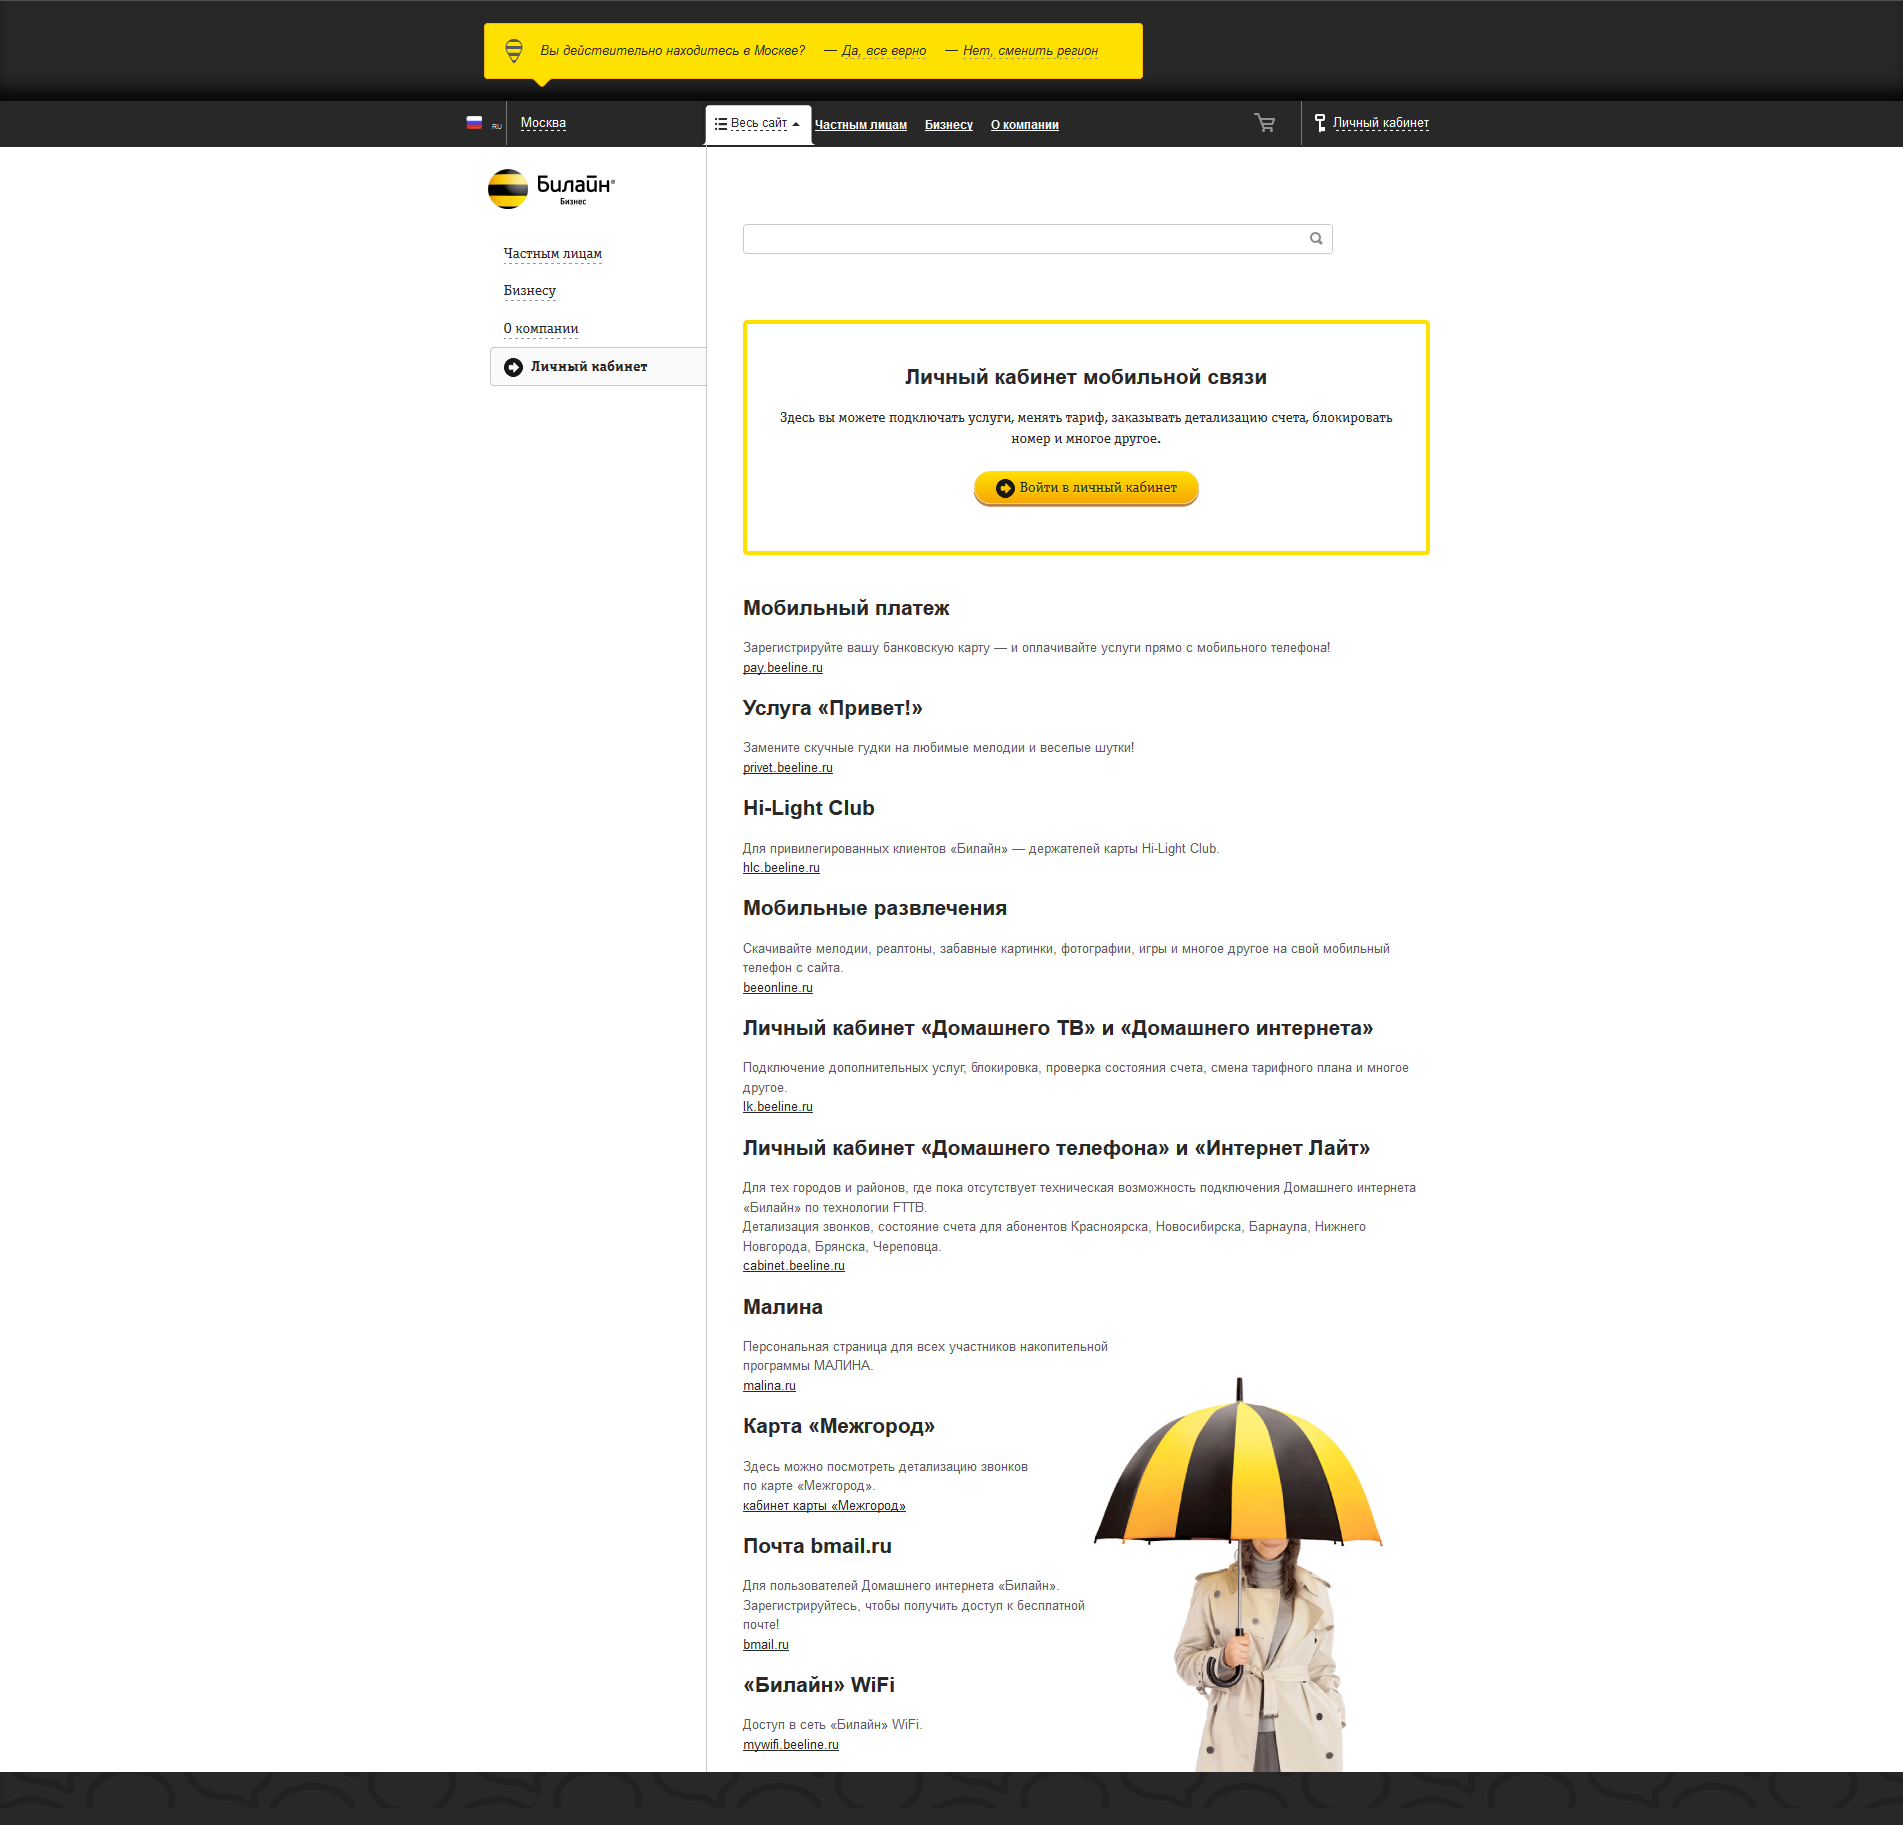 Вы действительно находитесь в Москве? — Да, все верно — Нет, сменить регион
RU Москва Весь сайт Частным лицам Бизнесу О компании Личный кабинет
Билайн®
Бизнес
Частным лицам
Бизнесу
О компании
Личный кабинет
Личный кабинет мобильной связи
Здесь вы можете подключать услуги, менять тариф, заказывать детализацию счета, блокировать
номер и многое другое.
Войти в личный кабинет
Мобильный платеж
Зарегистрируйте вашу банковскую карту — и оплачивайте услуги прямо с мобильного телефона!
pay.beeline.ru
Услуга «Привет!»
Замените скучные гудки на любимые мелодии и веселые шутки!
privet.beeline.ru
Hi-Light Club
Для привилегированных клиентов «Билайн» — держателей карты Hi-Light Club.
hlc.beeline.ru
Мобильные развлечения
Скачивайте мелодии, реалтоны, забавные картинки, фотографии, игры и многое другое на свой мобильный
телефон с сайта.
beeonline.ru
Личный кабинет «Домашнего ТВ» и «Домашнего интернета»
Подключение дополнительных услуг, блокировка, проверка состояния счета, смена тарифного плана и многое
другое.
lk.beeline.ru
Личный кабинет «Домашнего телефона» и «Интернет Лайт»
Для тех городов и районов, где пока отсутствует техническая возможность подключения Домашнего интернета
«Билайн» по технологии FTTB.
Детализация звонков, состояние счета для абонентов Красноярска, Новосибирска, Барнаула, Нижнего
Новгорода, Брянска, Череповца.
cabinet.beeline.ru
Малина
Персональная страница для всех участников накопительной
программы МАЛИНА.
malina.ru
Карта «Межгород»
Здесь можно посмотреть детализацию звонков
по карте «Межгород».
кабинет карты «Межгород»
Почта bmail.ru
Для пользователей Домашнего интернета «Билайн».
Зарегистрируйтесь, чтобы получить доступ к бесплатной
почте!
bmail.ru
«Билайн» WiFi
Доступ в сеть «Билайн» WiFi.
mywifi.beeline.ru